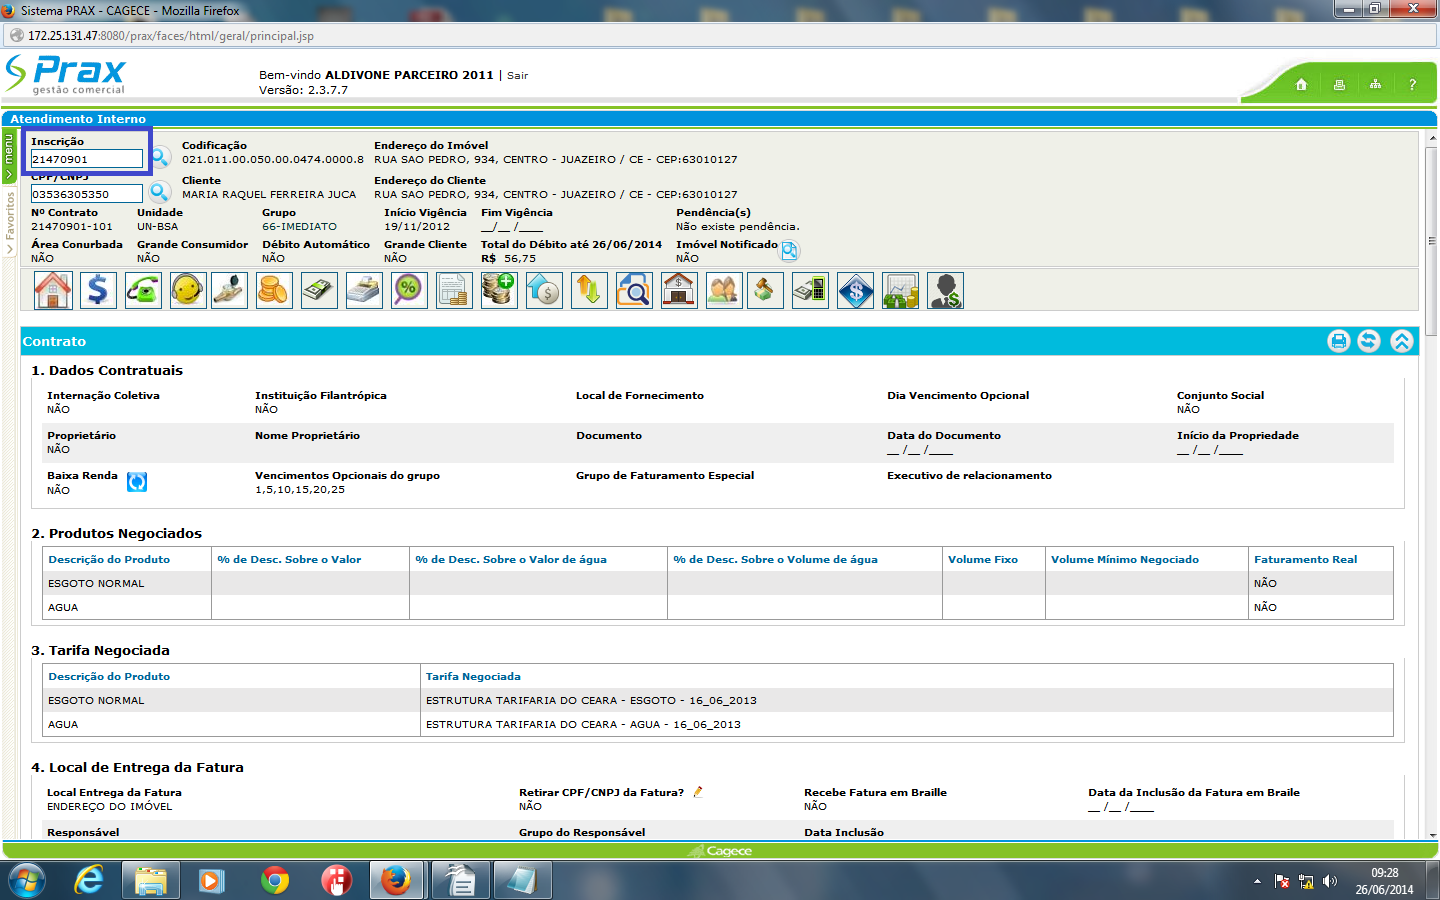 Sistema PRAX - CAGECE - Mozilla Firefox
172.25.131.47:8080/prax/faces/html/geral/principal.jsp
Prax
gestão comercial
Bem-vindo ALDIVONE PARCEIRO 2011 | Sair
Versão: 2.3.7.7
?
Atendimento Interno
menu
Favoritos
Inscrição Codificação Endereço do Imóvel
21470901 021.011.00.050.00.0474.0000.8 RUA SAO PEDRO, 934, CENTRO - JUAZEIRO / CE - CEP:63010127
CPF/CNPJ Cliente Endereço do Cliente
03536305350 MARIA RAQUEL FERREIRA JUCA RUA SAO PEDRO, 934, CENTRO - JUAZEIRO / CE - CEP:63010127
Nº Contrato Unidade Grupo Início Vigência Fim Vigência Pendência(s)
21470901-101 UN-BSA 66-IMEDIATO 19/11/2012 __/__ /____ Não existe pendência.
Área Conurbada Grande Consumidor Débito Automático Grande Cliente Total do Débito até 26/06/2014 Imóvel Notificado
NÃO NÃO NÃO NÃO R$ 56,75 NÃO
Contrato
1. Dados Contratuais
Internação Coletiva Instituição Filantrópica Local de Fornecimento Dia Vencimento Opcional Conjunto Social
NÃO NÃO NÃO
Proprietário Nome Proprietário Documento Data do Documento Início da Propriedade
NÃO __ /__ /____ __ /__ /____
Baixa Renda Vencimentos Opcionais do grupo Grupo de Faturamento Especial Executivo de relacionamento
NÃO 1,5,10,15,20,25
2. Produtos Negociados
Descrição do Produto % de Desc. Sobre o Valor % de Desc. Sobre o Valor de água % de Desc. Sobre o Volume de água Volume Fixo Volume Mínimo Negociado Faturamento Real
ESGOTO NORMAL NÃO
AGUA NÃO
3. Tarifa Negociada
Descrição do Produto Tarifa Negociada
ESGOTO NORMAL ESTRUTURA TARIFARIA DO CEARA - ESGOTO - 16_06_2013
AGUA ESTRUTURA TARIFARIA DO CEARA - AGUA - 16_06_2013
4. Local de Entrega da Fatura
Local Entrega da Fatura Retirar CPF/CNPJ da Fatura? Recebe Fatura em Braille Data da Inclusão da Fatura em Braile
ENDEREÇO DO IMÓVEL NÃO NÃO __ /__ /____
Responsável Grupo do Responsável Data Inclusão
Cagece
09:28
26/06/2014